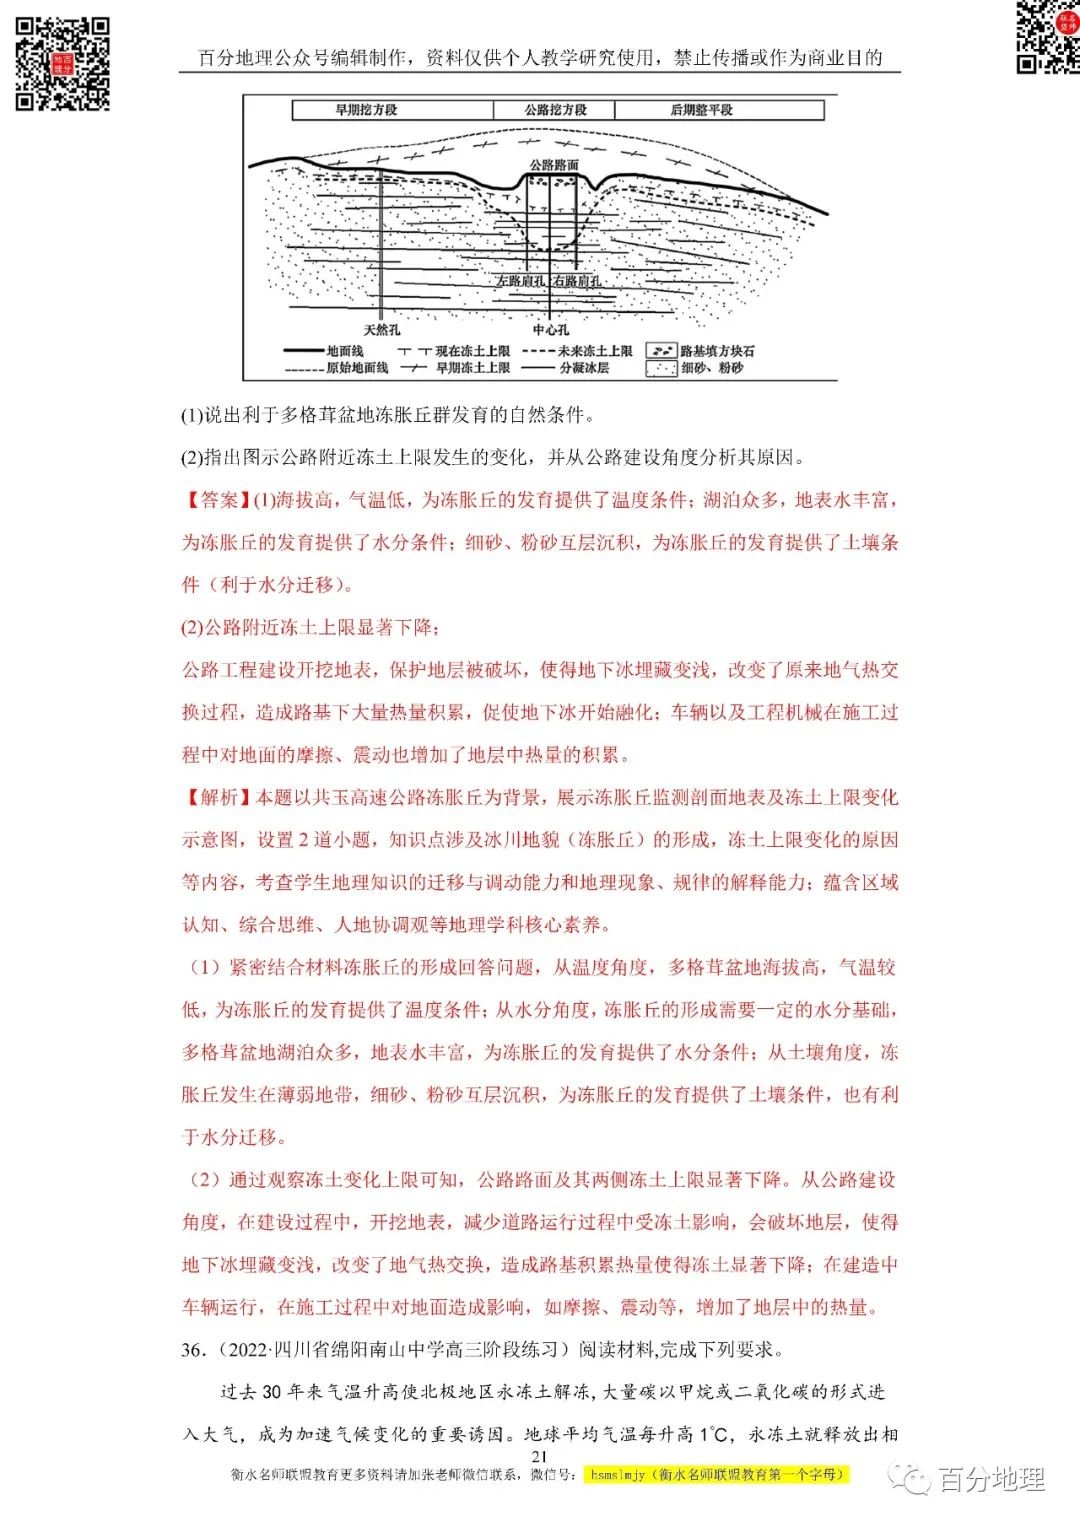 百分地理公众号编辑制作，资料仅供个人教学研究使用，禁止传播或作为商业目的
早期挖方段 公路挖方段 后期整平段
公路路面
左路肩孔 右路肩孔
天然孔 中心孔
地面线 现在冻土上限 未来冻土上限 路基填方块石
原始地面线 早期冻土上限 分凝冰层 细砂、粉砂
(1)说出利于多格茸盆地冻胀丘群发育的自然条件。
(2)指出图示公路附近冻土上限发生的变化，并从公路建设角度分析其原因。
【答案】(1)海拔高，气温低，为冻胀丘的发育提供了温度条件；湖泊众多，地表水丰富，
为冻胀丘的发育提供了水分条件；细砂、粉砂互层沉积，为冻胀丘的发育提供了土壤条
件（利于水分迁移）。
(2)公路附近冻土上限显著下降；
公路工程建设开挖地表，保护地层被破坏，使得地下冰埋藏变浅，改变了原来地气热交
换过程，造成路基下大量热量积累，促使地下冰开始融化；车辆以及工程机械在施工过
程中对地面的摩擦、震动也增加了地层中热量的积累。
【解析】本题以共玉高速公路冻胀丘为背景，展示冻胀丘监测剖面地表及冻土上限变化
示意图，设置 2 道小题，知识点涉及冰川地貌（冻胀丘）的形成，冻土上限变化的原因
等内容，考查学生地理知识的迁移与调动能力和地理现象、规律的解释能力；蕴含区域
认知、综合思维、人地协调观等地理学科核心素养。
（1）紧密结合材料冻胀丘的形成回答问题，从温度角度，多格茸盆地海拔高，气温较
低，为冻胀丘的发育提供了温度条件；从水分角度，冻胀丘的形成需要一定的水分基础，
多格茸盆地湖泊众多，地表水丰富，为冻胀丘的发育提供了水分条件；从土壤角度，冻
胀丘发生在薄弱地带，细砂、粉砂互层沉积，为冻胀丘的发育提供了土壤条件，也有利
于水分迁移。
（2）通过观察冻土变化上限可知，公路路面及其两侧冻土上限显著下降。从公路建设
角度，在建设过程中，开挖地表，减少道路运行过程中受冻土影响，会破坏地层，使得
地下冰埋藏变浅，改变了地气热交换，造成路基积累热量使得冻土显著下降；在建造中
车辆运行，在施工过程中对地面造成影响，如摩擦、震动等，增加了地层中的热量。
36．（2022·四川省绵阳南山中学高三阶段练习）阅读材料,完成下列要求。
过去 30 年来气温升高使北极地区永冻土解冻,大量碳以甲烷或二氧化碳的形式进
入大气，成为加速气候变化的重要诱因。地球平均气温每升高 1℃，永冻土就释放出相
21
衡水名师联盟教育更多资料请加张老师微信联系，微信号： hsmslmjy（衡水名师联盟教育第一个字母）
百分地理